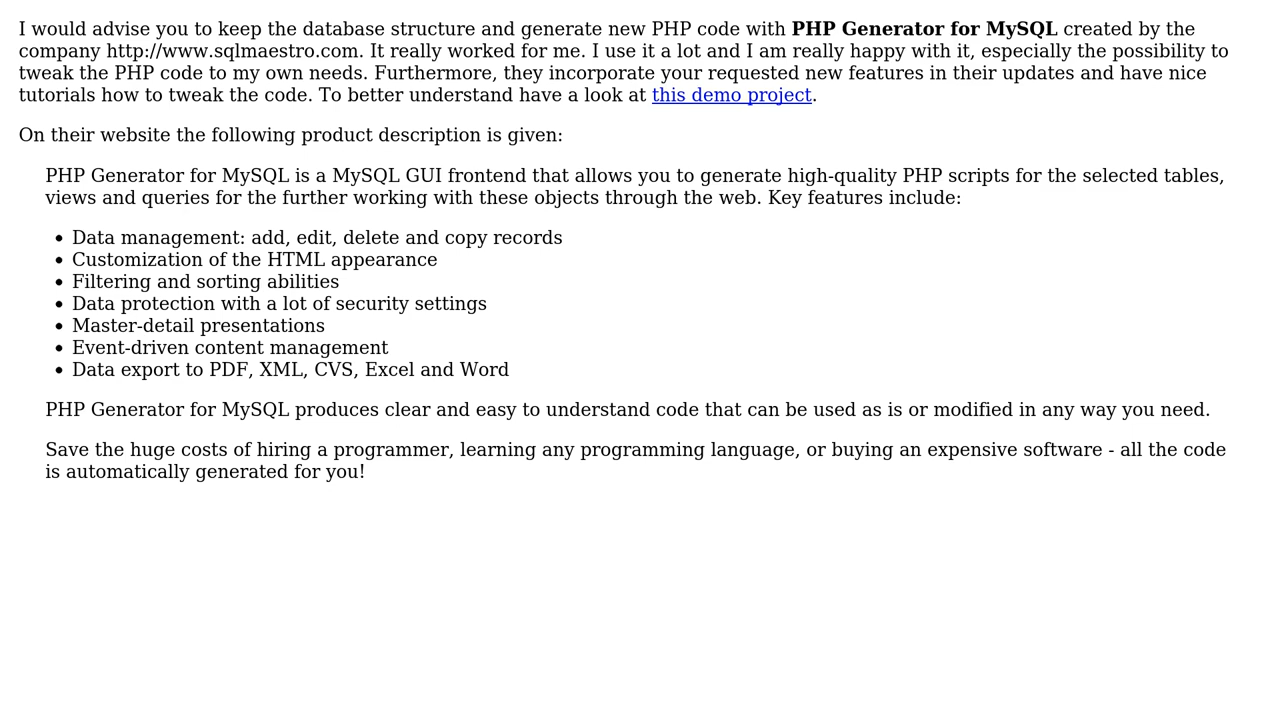 I would advise you to keep the database structure and generate new PHP code with PHP Generator for MySQL created by the
company http://www.sqlmaestro.com. It really worked for me. I use it a lot and I am really happy with it, especially the possibility to
tweak the PHP code to my own needs. Furthermore, they incorporate your requested new features in their updates and have nice
tutorials how to tweak the code. To better understand have a look at this demo project.
On their website the following product description is given:
PHP Generator for MySQL is a MySQL GUI frontend that allows you to generate high-quality PHP scripts for the selected tables,
views and queries for the further working with these objects through the web. Key features include:
• Data management: add, edit, delete and copy records
• Customization of the HTML appearance
• Filtering and sorting abilities
• Data protection with a lot of security settings
• Master-detail presentations
• Event-driven content management
• Data export to PDF, XML, CVS, Excel and Word
PHP Generator for MySQL produces clear and easy to understand code that can be used as is or modified in any way you need.
Save the huge costs of hiring a programmer, learning any programming language, or buying an expensive software - all the code
is automatically generated for you!